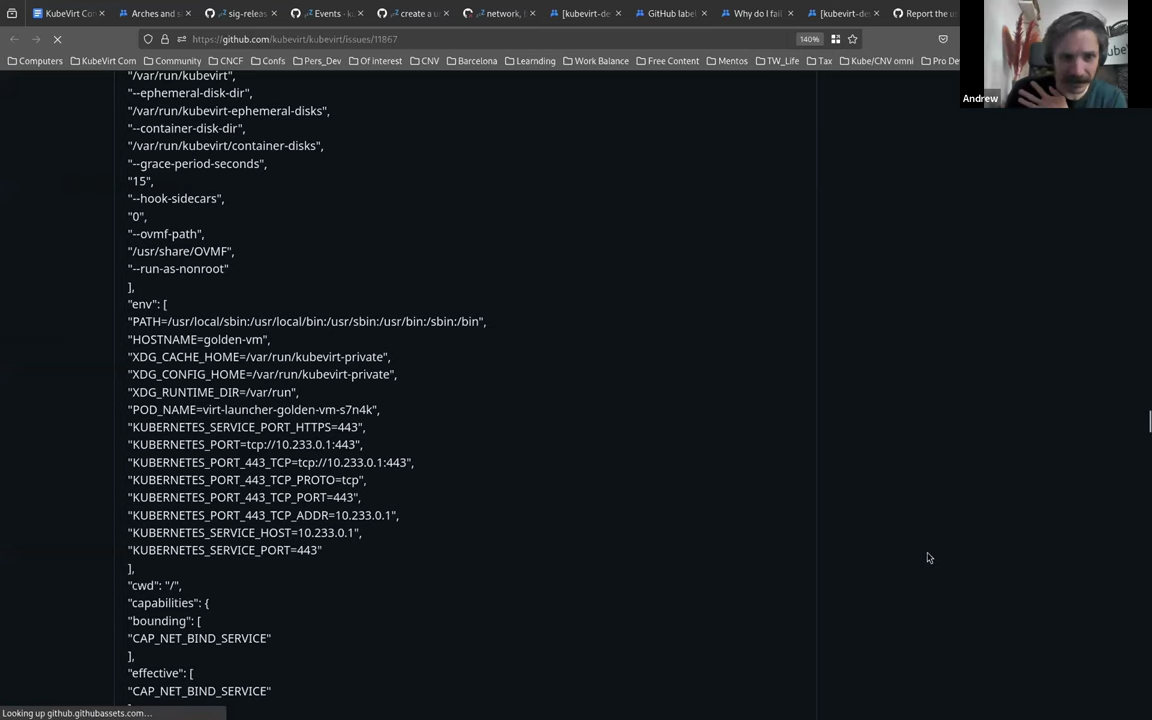 KubeVirt Con
Arches and s
sig-releas
Events · k
create a u
network,
[kubevirt-de
GitHub label
Why do I fail
[kubevirt-de
Report the u
https://github.com/kubevirt/kubevirt/issues/11867
140%
Computers
KubeVirt Com
Community
CNCF
Confs
Pers_Dev
Of interest
CNV
Barcelona
Learnding
Work Balance
Free Content
Mentos
TW_Life
Tax
Kube/CNV omni
Pro De
Andrew
"/var/run/kubevirt",
"--ephemeral-disk-dir",
"/var/run/kubevirt-ephemeral-disks",
"--container-disk-dir",
"/var/run/kubevirt/container-disks",
"--grace-period-seconds",
"15",
"--hook-sidecars",
"0",
"--ovmf-path",
"/usr/share/OVMF",
"--run-as-nonroot"
],
"env": [
"PATH=/usr/local/sbin:/usr/local/bin:/usr/sbin:/usr/bin:/sbin:/bin",
"HOSTNAME=golden-vm",
"XDG_CACHE_HOME=/var/run/kubevirt-private",
"XDG_CONFIG_HOME=/var/run/kubevirt-private",
"XDG_RUNTIME_DIR=/var/run",
"POD_NAME=virt-launcher-golden-vm-s7n4k",
"KUBERNETES_SERVICE_PORT_HTTPS=443",
"KUBERNETES_PORT=tcp://10.233.0.1:443",
"KUBERNETES_PORT_443_TCP=tcp://10.233.0.1:443",
"KUBERNETES_PORT_443_TCP_PROTO=tcp",
"KUBERNETES_PORT_443_TCP_PORT=443",
"KUBERNETES_PORT_443_TCP_ADDR=10.233.0.1",
"KUBERNETES_SERVICE_HOST=10.233.0.1",
"KUBERNETES_SERVICE_PORT=443"
],
"cwd": "/",
"capabilities": {
"bounding": [
"CAP_NET_BIND_SERVICE"
],
"effective": [
"CAP_NET_BIND_SERVICE"
Looking up github.githubassets.com...